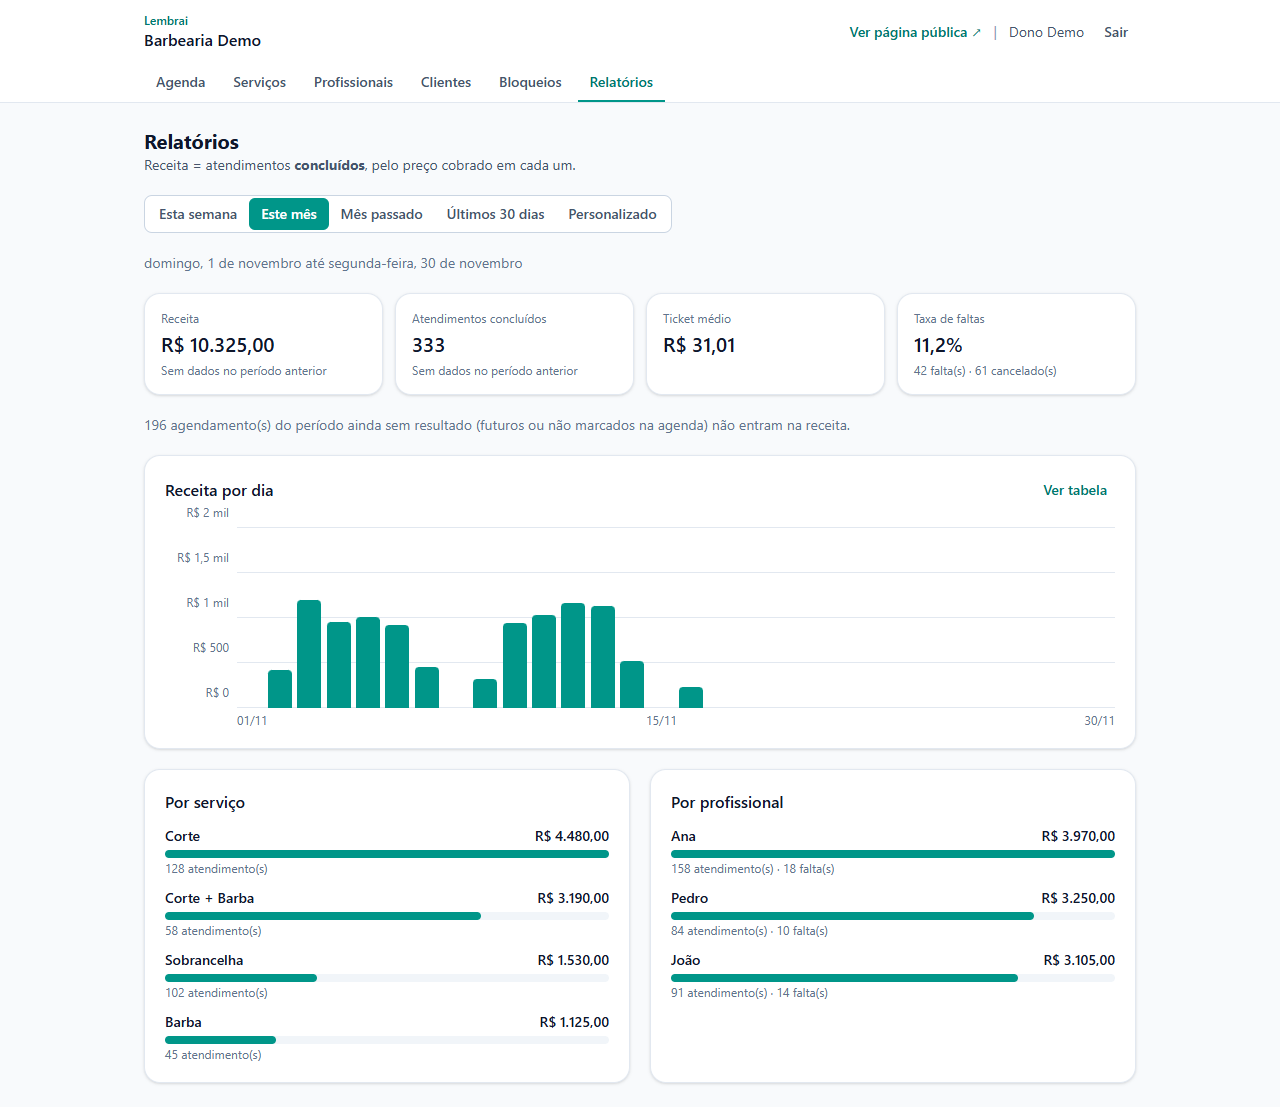 Lembrai
Barbearia Demo
Ver página pública ↗ | Dono Demo Sair
Agenda Serviços Profissionais Clientes Bloqueios Relatórios
Relatórios
Receita = atendimentos concluídos, pelo preço cobrado em cada um.
Esta semana Este mês Mês passado Últimos 30 dias Personalizado
domingo, 1 de novembro até segunda-feira, 30 de novembro
Receita
R$ 10.325,00
Sem dados no período anterior
Atendimentos concluídos
333
Sem dados no período anterior
Ticket médio
R$ 31,01
Taxa de faltas
11,2%
42 falta(s) · 61 cancelado(s)
196 agendamento(s) do período ainda sem resultado (futuros ou não marcados na agenda) não entram na receita.
Receita por dia
Ver tabela
R$ 2 mil
R$ 1,5 mil
R$ 1 mil
R$ 500
R$ 0
01/11 15/11 30/11
Por serviço
Corte R$ 4.480,00
128 atendimento(s)
Corte + Barba R$ 3.190,00
58 atendimento(s)
Sobrancelha R$ 1.530,00
102 atendimento(s)
Barba R$ 1.125,00
45 atendimento(s)
Por profissional
Ana R$ 3.970,00
158 atendimento(s) · 18 falta(s)
Pedro R$ 3.250,00
84 atendimento(s) · 10 falta(s)
João R$ 3.105,00
91 atendimento(s) · 14 falta(s)